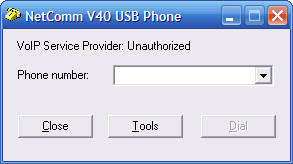 NetComm V40 USB Phone
VoIP Service Provider: Unauthorized
Phone number:
Close Tools Dial